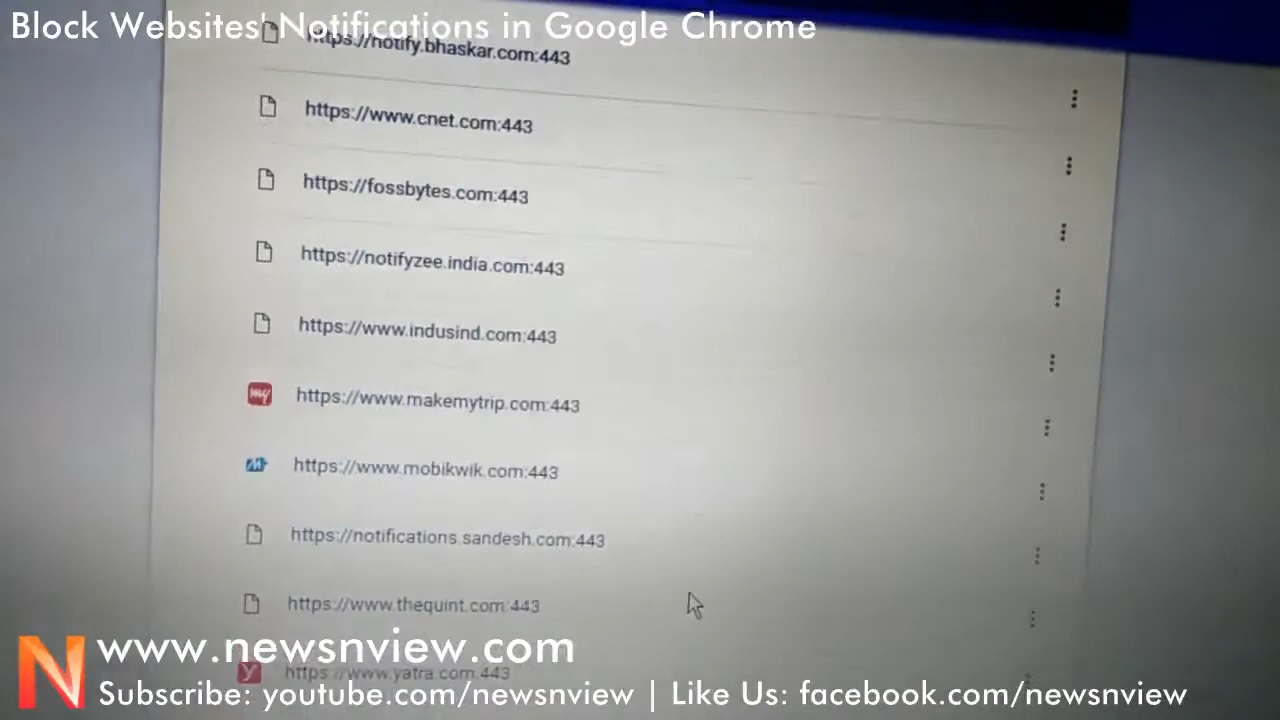 Block Websites' Notifications in Google Chrome
https://notify.bhaskar.com:443
https://www.cnet.com:443
https://fossbytes.com:443
https://notifyzee.india.com:443
https://www.indusind.com:443
my
https://www.makemytrip.com:443
https://www.mobikwik.com:443
https://notifications.sandesh.com:443
https://www.thequint.com:443
www.newsnview.com
y
https://www.yatra.com:443
N
Subscribe: youtube.com/newsnview | Like Us: facebook.com/newsnview